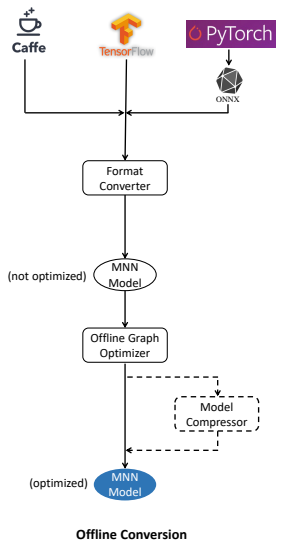 Caffe
TensorFlow
PyTorch
ONNX
Format
Converter
(not optimized)
MNN
Model
Offline Graph
Optimizer
Model
Compressor
(optimized)
MNN
Model
Offline Conversion